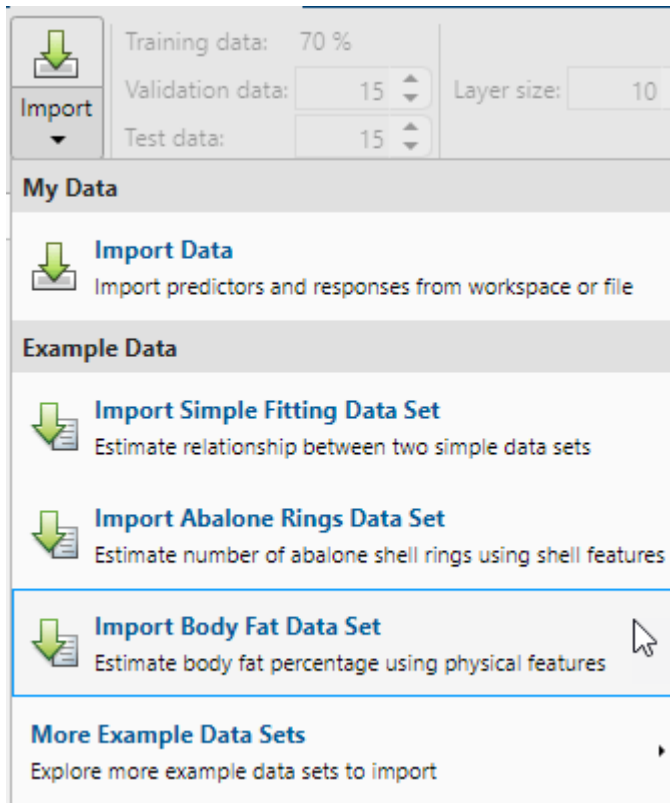 Import
Training data: 70 %
Validation data: 15
Test data: 15
Layer size: 10
My Data
Import Data
Import predictors and responses from workspace or file
Example Data
Import Simple Fitting Data Set
Estimate relationship between two simple data sets
Import Abalone Rings Data Set
Estimate number of abalone shell rings using shell features
Import Body Fat Data Set
Estimate body fat percentage using physical features
More Example Data Sets
Explore more example data sets to import